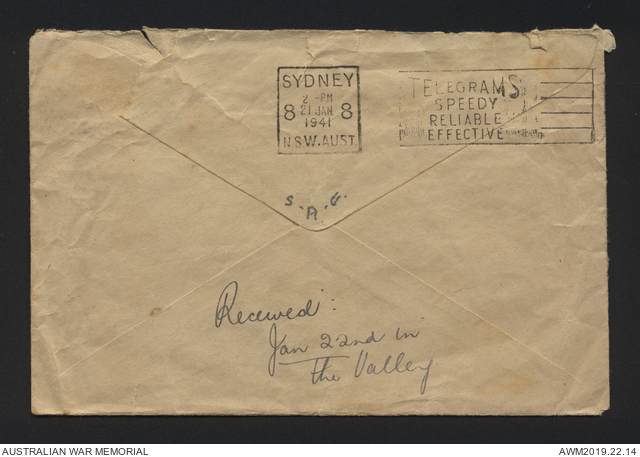 SYDNEY
2 -PM
8 21 JAN 8
1941
N.S.W. AUST
TELEGRAMS
SPEEDY
RELIABLE
EFFECTIVE
Received:
Jan 22nd in
the Valley
AUSTRALIAN WAR MEMORIAL
AWM2019.22.14